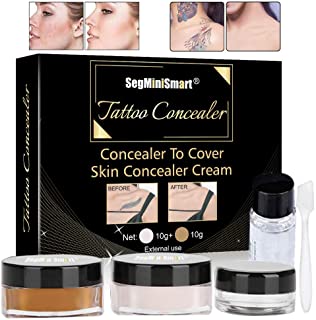 SegMiniSmart®
Tattoo Concealer
Concealer To Cover
Skin Concealer Cream
BEFORE
AFTER
Net: 10g+ 10g
External use